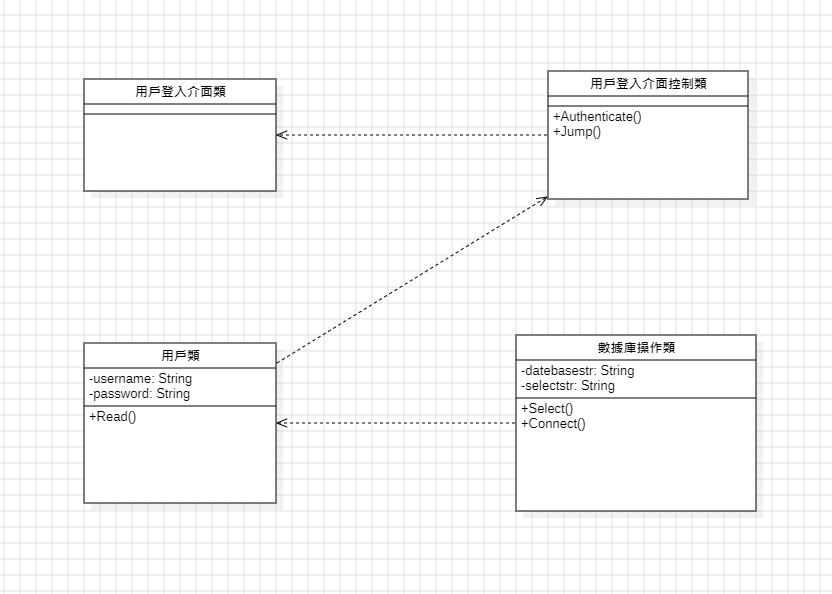 用戶登入介面類
用戶登入介面控制類
+Authenticate()
+Jump()
用戶類
-username: String
-password: String
+Read()
數據庫操作類
-datebasestr: String
-selectstr: String
+Select()
+Connect()